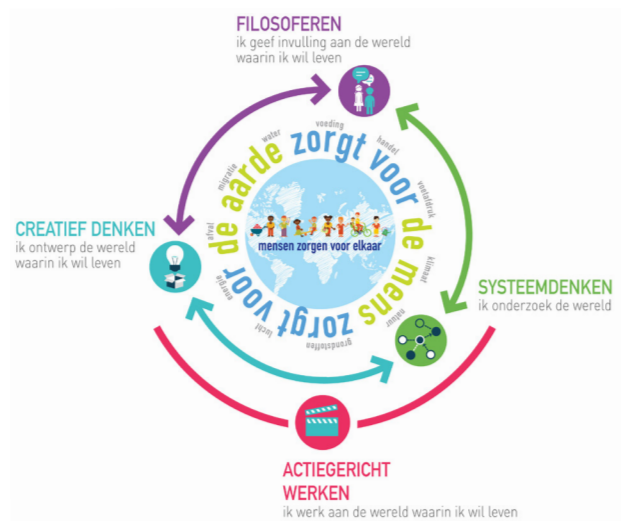 FILOSOFEREN
ik geef invulling aan de wereld
waarin ik wil leven
CREATIEF DENKEN
ik ontwerp de wereld
waarin ik wil leven
de aarde zorgt voor de mens zorgt voor
water
voeding
handel
voetafdruk
klimaat
natuur
grondstoffen
lucht
energie
afval
migratie
mensen zorgen voor elkaar
SYSTEEMDENKEN
ik onderzoek de wereld
ACTIEGERICHT
WERKEN
ik werk aan de wereld waarin ik wil leven